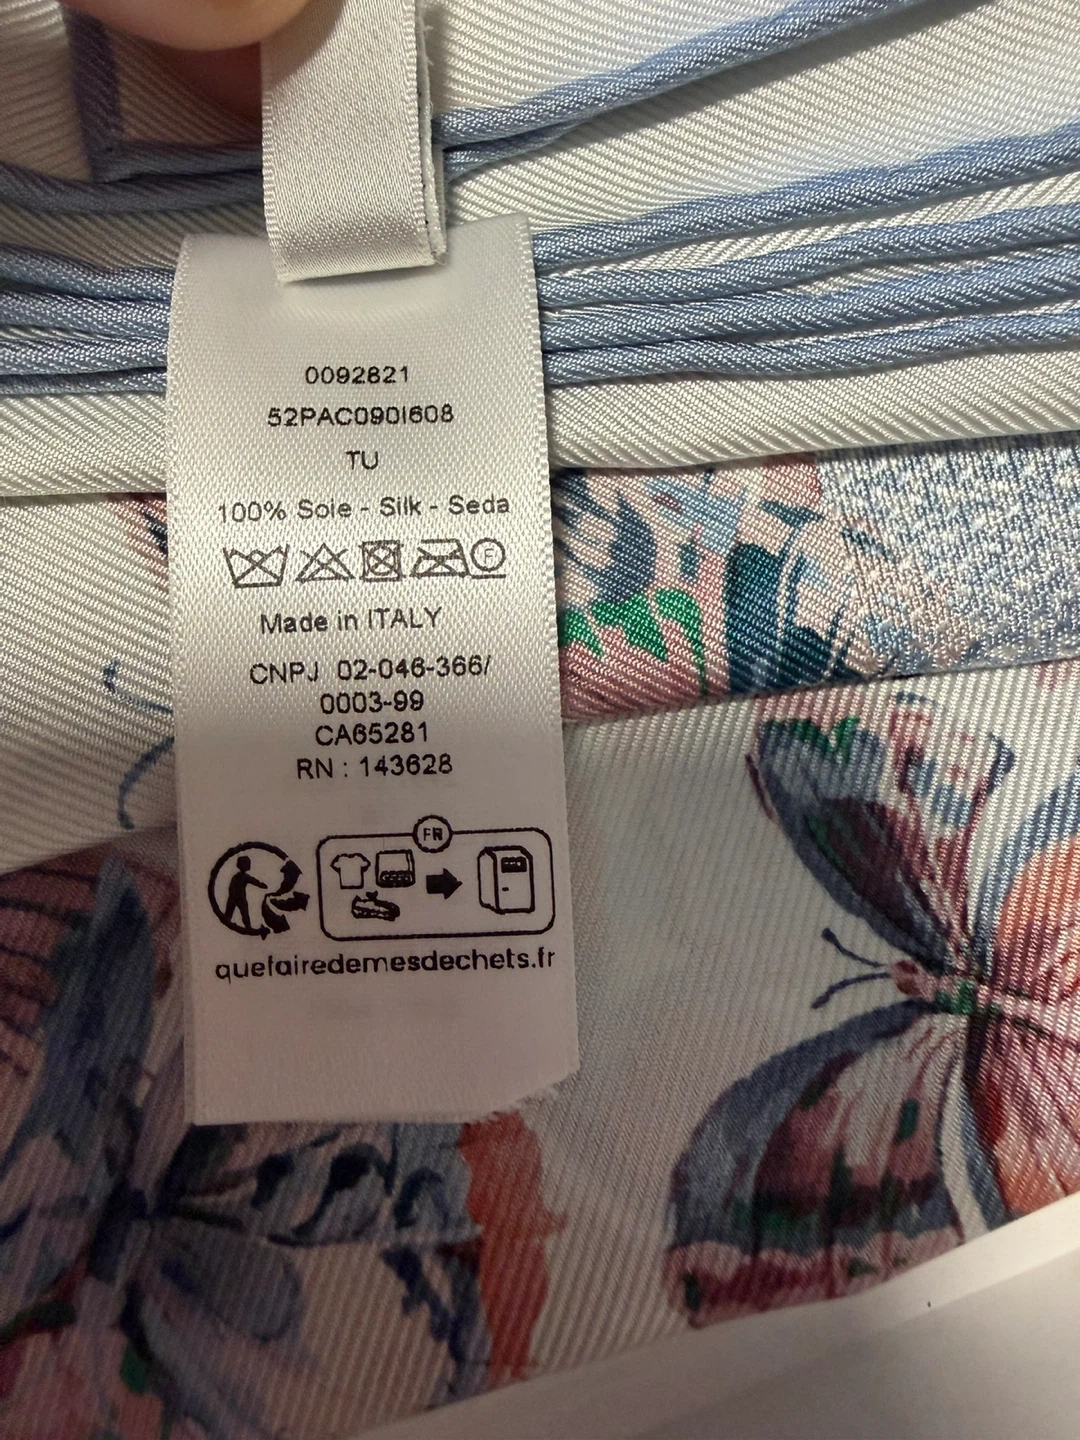 0092821
52PAC090I608
TU
100% Soie - Silk - Seda
F
Made in ITALY
CNPJ 02-046-366/
0003-99
CA65281
RN : 143628
FR
quefairedemesdechets.fr